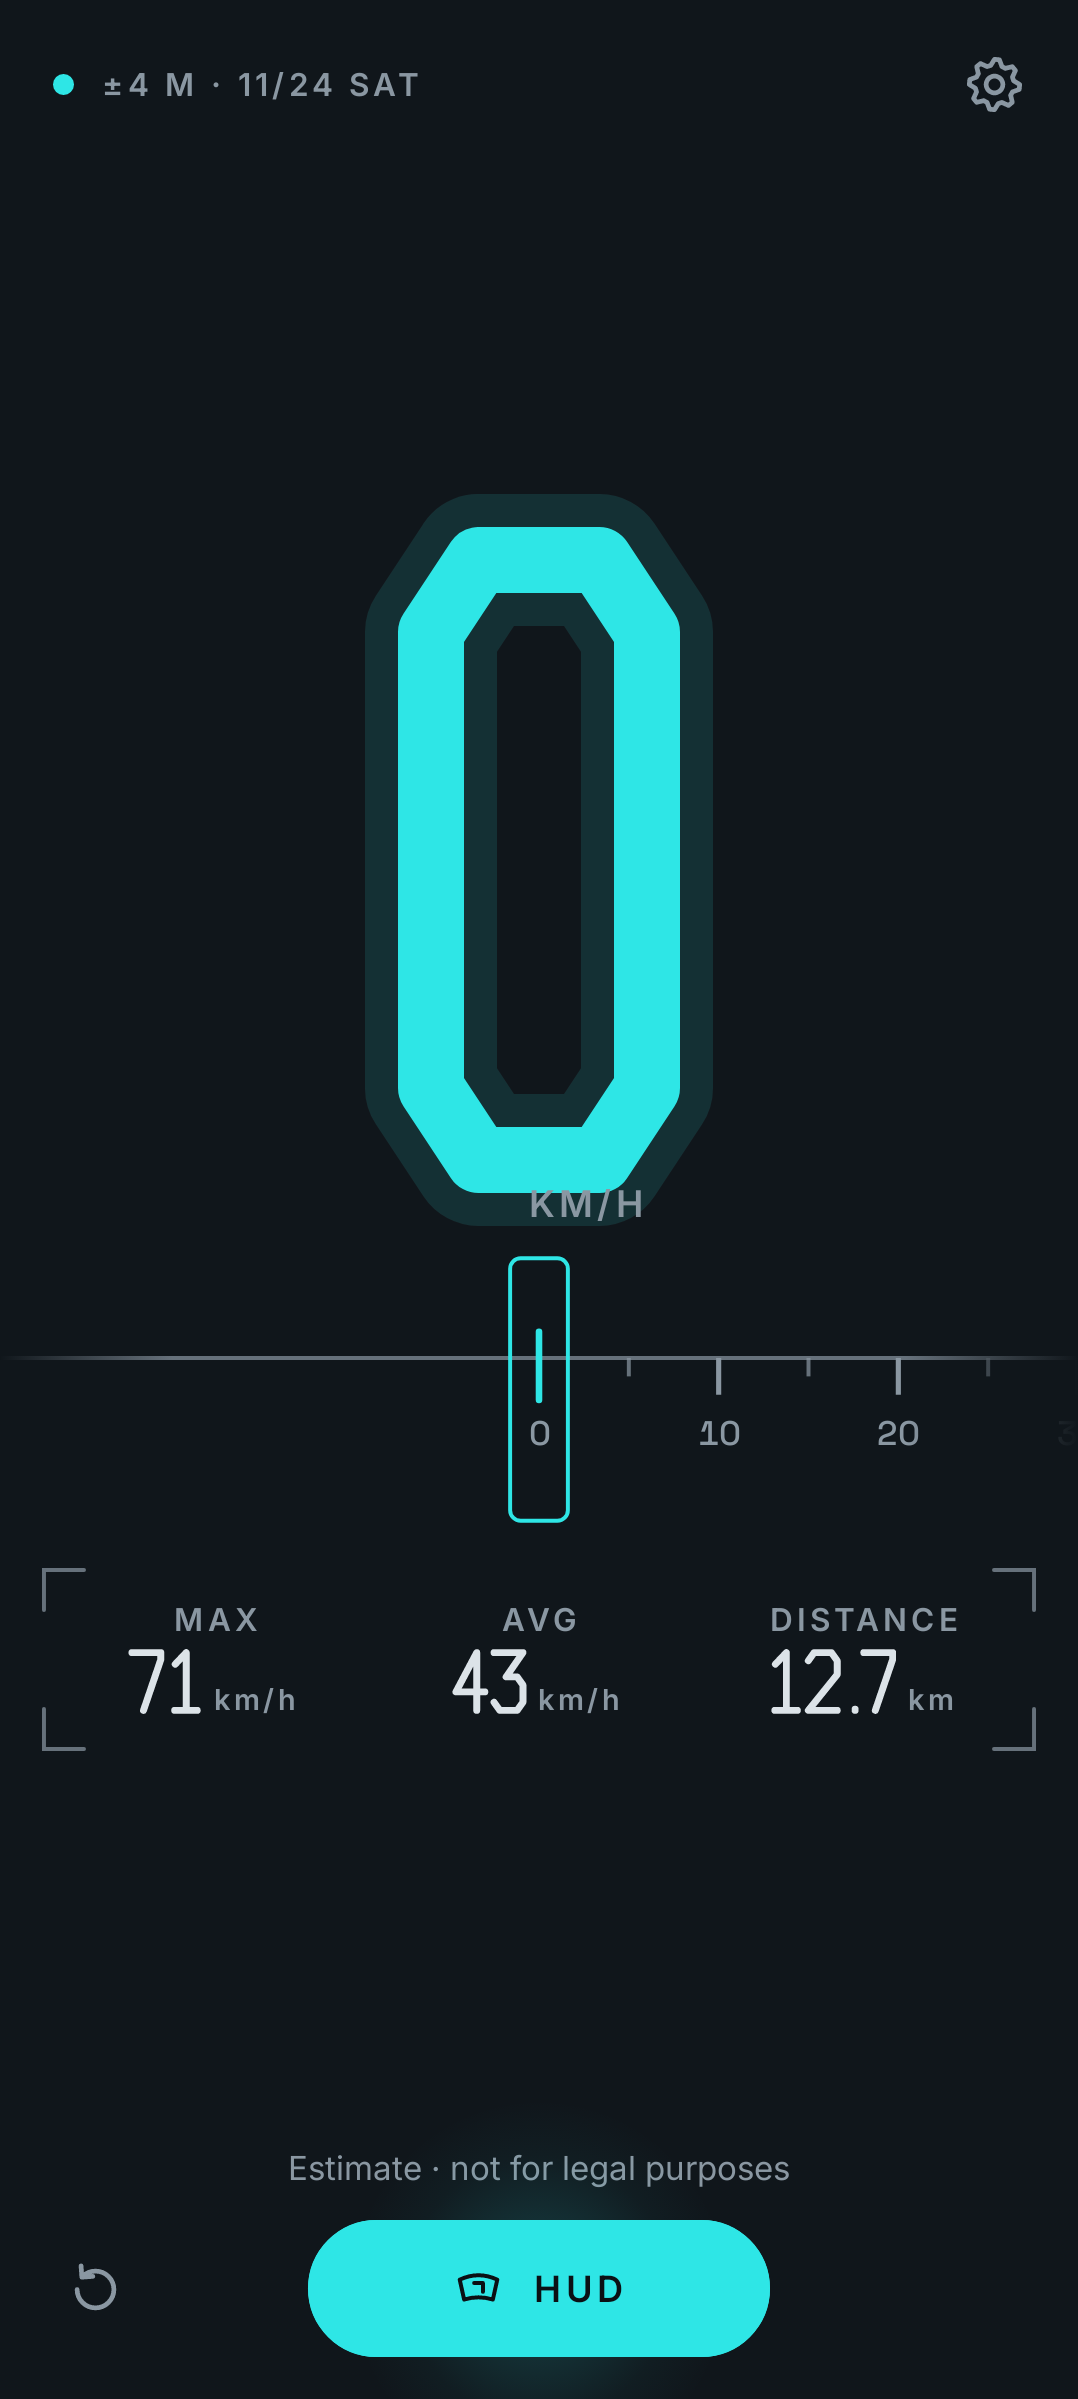 ±4 M · 11/24 SAT
0
KM/H
0 10 20 3
MAX AVG DISTANCE
71 km/h 43 km/h 12.7 km
Estimate · not for legal purposes
HUD